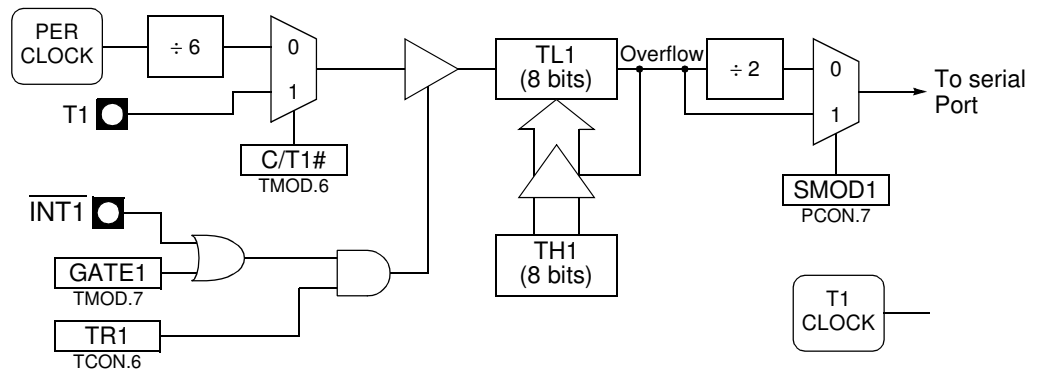 PER
CLOCK
÷ 6
0
1
T1
C/T1#
TMOD.6
INT1
GATE1
TMOD.7
TR1
TCON.6
TL1
(8 bits)
Overflow
÷ 2
0
1
To serial
Port
SMOD1
PCON.7
TH1
(8 bits)
T1
CLOCK